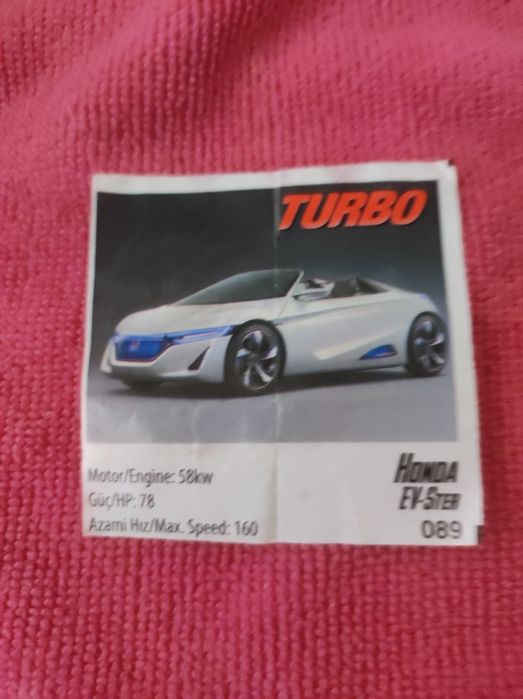 TURBO
Motor/Engine: 58kw
Güç/HP: 78
Azami Hız/Max. Speed: 160
HONDA
EV-STER
089